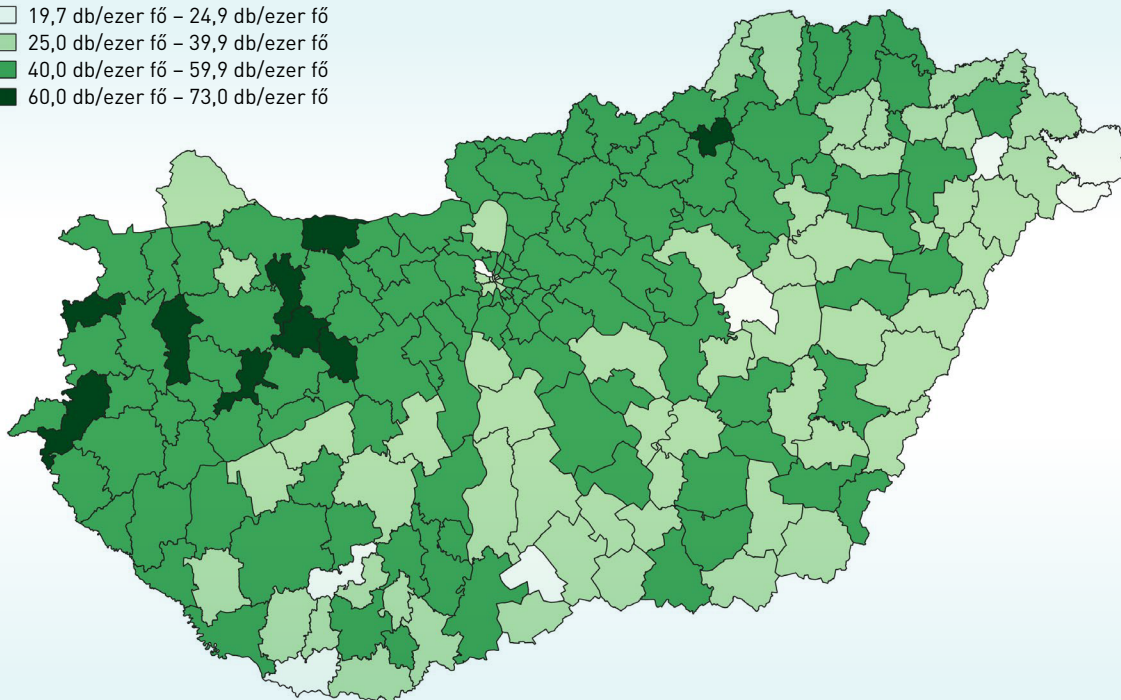 19,7 db/ezer fő – 24,9 db/ezer fő
25,0 db/ezer fő – 39,9 db/ezer fő
40,0 db/ezer fő – 59,9 db/ezer fő
60,0 db/ezer fő – 73,0 db/ezer fő